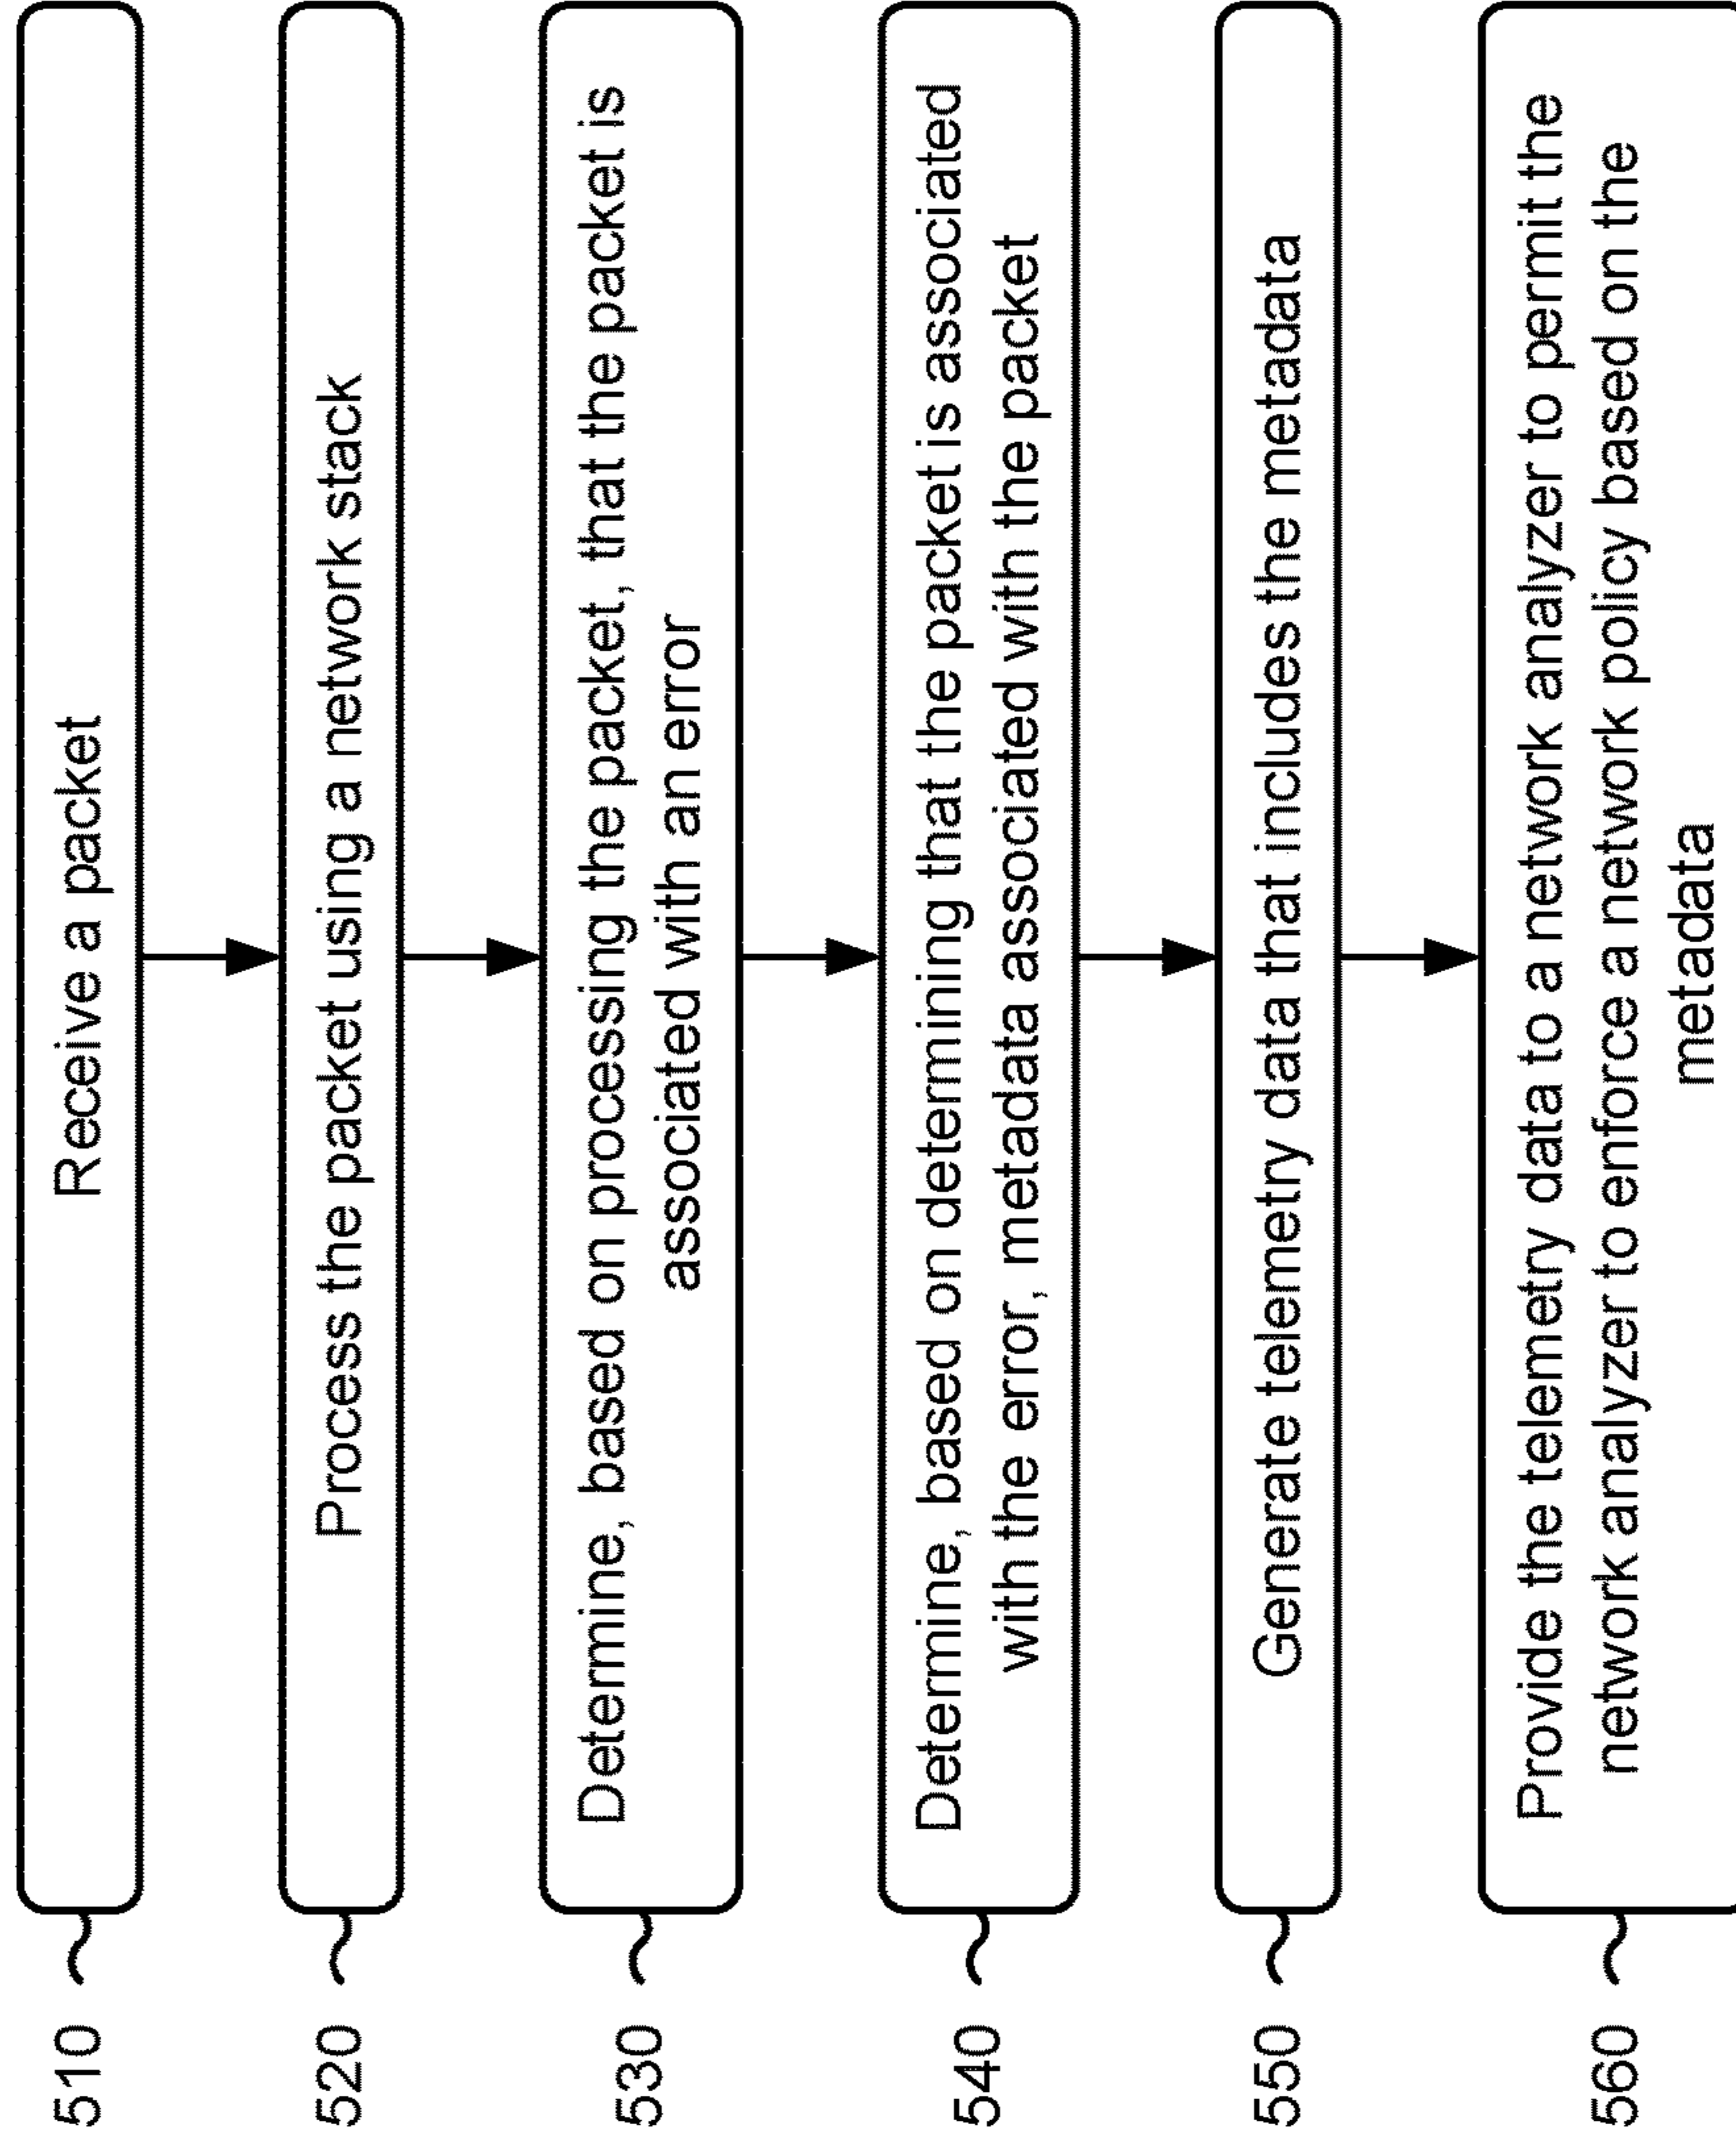 510
Receive a packet
520
Process the packet using a network stack
530
Determine, based on processing the packet, that the packet is
associated with an error
540
Determine, based on determining that the packet is associated
with the error, metadata associated with the packet
550
Generate telemetry data that includes the metadata
560
Provide the telemetry data to a network analyzer to permit the
network analyzer to enforce a network policy based on the
metadata